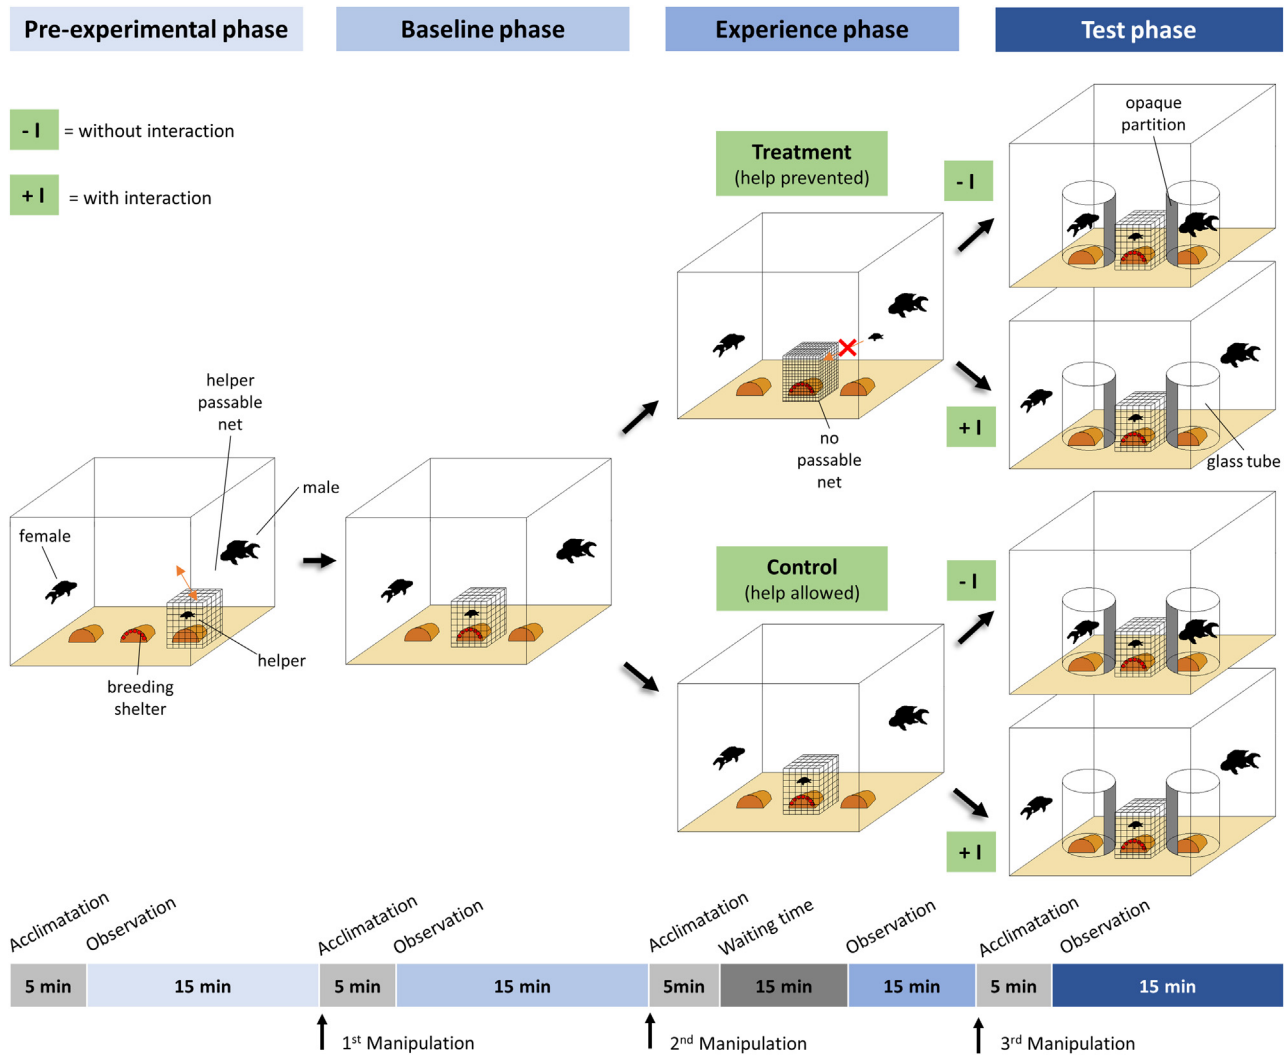 Pre-experimental phase
Baseline phase
Experience phase
Test phase
- I
= without interaction
+ I
= with interaction
Treatment
(help prevented)
- I
opaque
partition
+ I
no
passable
net
glass tube
helper
passable
net
male
female
helper
breeding
shelter
Control
(help allowed)
- I
+ I
Acclimatation
Observation
Acclimatation
Observation
Acclimatation
Waiting time
Observation
Acclimatation
Observation
5 min
15 min
5 min
15 min
5min
15 min
15 min
5 min
15 min
1st Manipulation
2nd Manipulation
3rd Manipulation